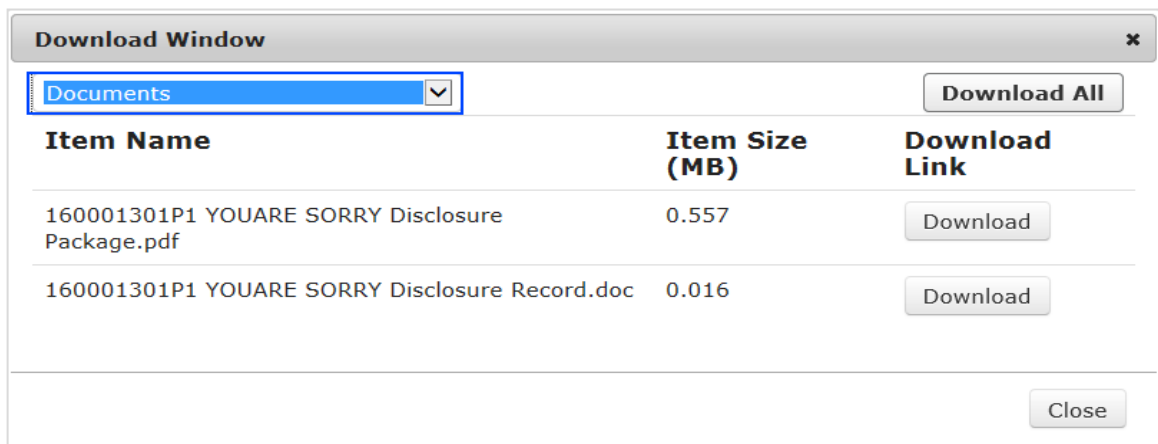 Download Window
Documents
Download All
Item Name
Item Size
(MB)
Download
Link
160001301P1 YOUARE SORRY Disclosure
Package.pdf
0.557
Download
160001301P1 YOUARE SORRY Disclosure Record.doc
0.016
Download
Close